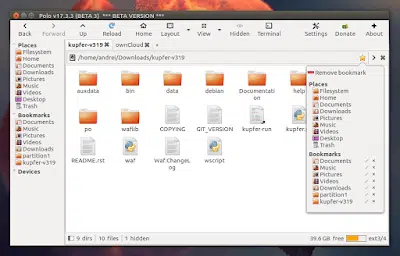 Polo v17.3.3 [BETA 3] *** BETA VERSION ***
Back Forward Up Reload Home Layout View Hidden Terminal Settings Donate About
Places
Filesystem
Home
Documents
Downloads
Pictures
Music
Videos
Desktop
Trash
Bookmarks
Documents
Music
Pictures
Videos
Downloads
partition1
kupfer-v319
Devices
kupfer-v319 ownCloud
/home/andrei/Downloads/kupfer-v319
auxdata bin data debian Documentation help
po waflib COPYING GIT_VERSION kupfer-run
README.rst waf Waf.ChangeLog wscript
Remove bookmark
Places
Filesystem
Home
Documents
Downloads
Pictures
Music
Videos
Desktop
Trash
Bookmarks
Documents
Music
Pictures
Videos
Downloads
partition1
kupfer-v319
9 dirs 10 files 1 hidden 39.6 GB free ext3/4